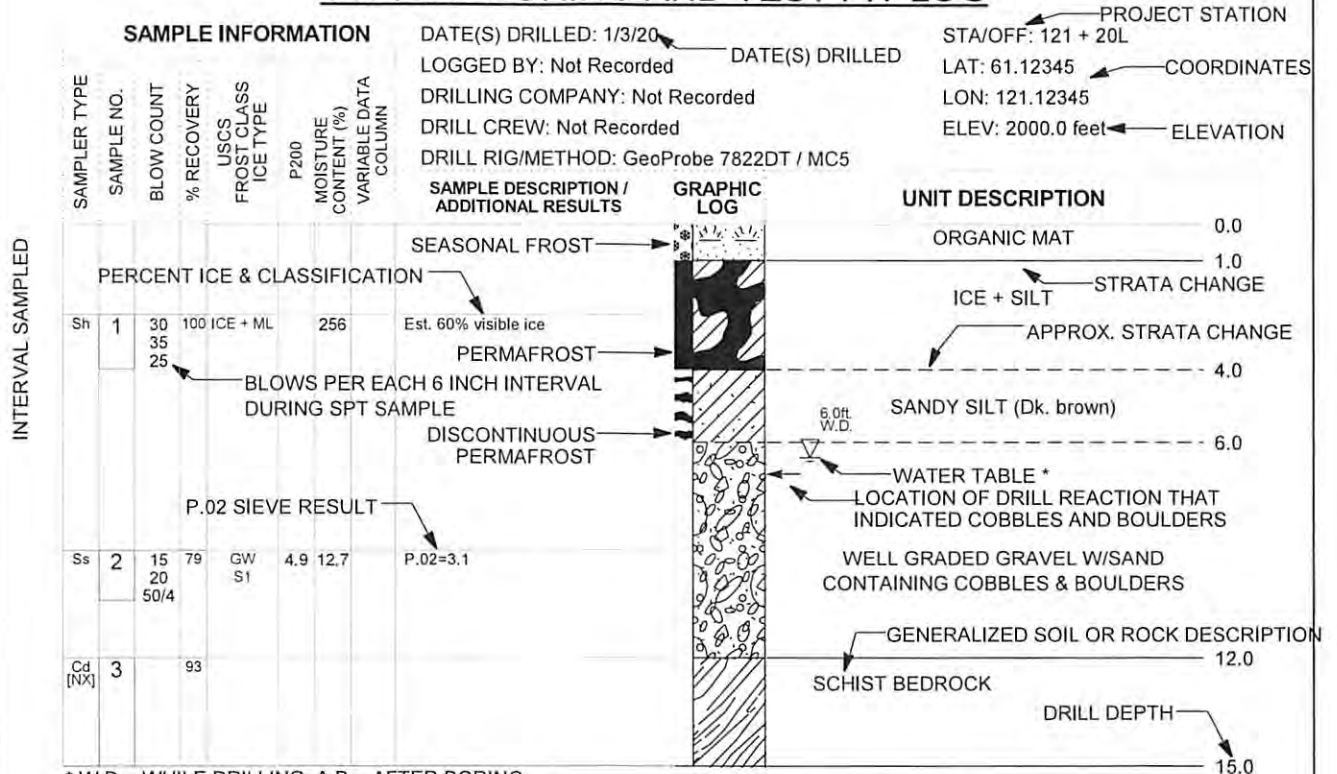 PROJECT STATION
SAMPLE INFORMATION
DATE(S) DRILLED: 1/3/20
DATE(S) DRILLED
STA/OFF: 121 + 20L
LOGGED BY: Not Recorded
LAT: 61.12345
COORDINATES
DRILLING COMPANY: Not Recorded
LON: 121.12345
DRILL CREW: Not Recorded
ELEV: 2000.0 feet
ELEVATION
DRILL RIG/METHOD: GeoProbe 7822DT / MC5
SAMPLER TYPE
SAMPLE NO.
BLOW COUNT
% RECOVERY
USCS
FROST CLASS
ICE TYPE
P200
MOISTURE
CONTENT (%)
VARIABLE DATA
COLUMN
SAMPLE DESCRIPTION /
ADDITIONAL RESULTS
GRAPHIC
LOG
UNIT DESCRIPTION
INTERVAL SAMPLED
0.0
SEASONAL FROST
ORGANIC MAT
1.0
PERCENT ICE & CLASSIFICATION
STRATA CHANGE
ICE + SILT
Sh 1 30 100 ICE + ML 256 Est. 60% visible ice
35
25
APPROX. STRATA CHANGE
PERMAFROST
4.0
BLOWS PER EACH 6 INCH INTERVAL
DURING SPT SAMPLE
SANDY SILT (Dk. brown)
6.0ft.
W.D.
DISCONTINUOUS
PERMAFROST
6.0
WATER TABLE *
LOCATION OF DRILL REACTION THAT
INDICATED COBBLES AND BOULDERS
P.02 SIEVE RESULT
Ss 2 15 79 GW 4.9 12.7 P.02=3.1
20 S1
50/4
WELL GRADED GRAVEL W/SAND
CONTAINING COBBLES & BOULDERS
GENERALIZED SOIL OR ROCK DESCRIPTION
12.0
Cd 3 93
[NX]
SCHIST BEDROCK
DRILL DEPTH
15.0